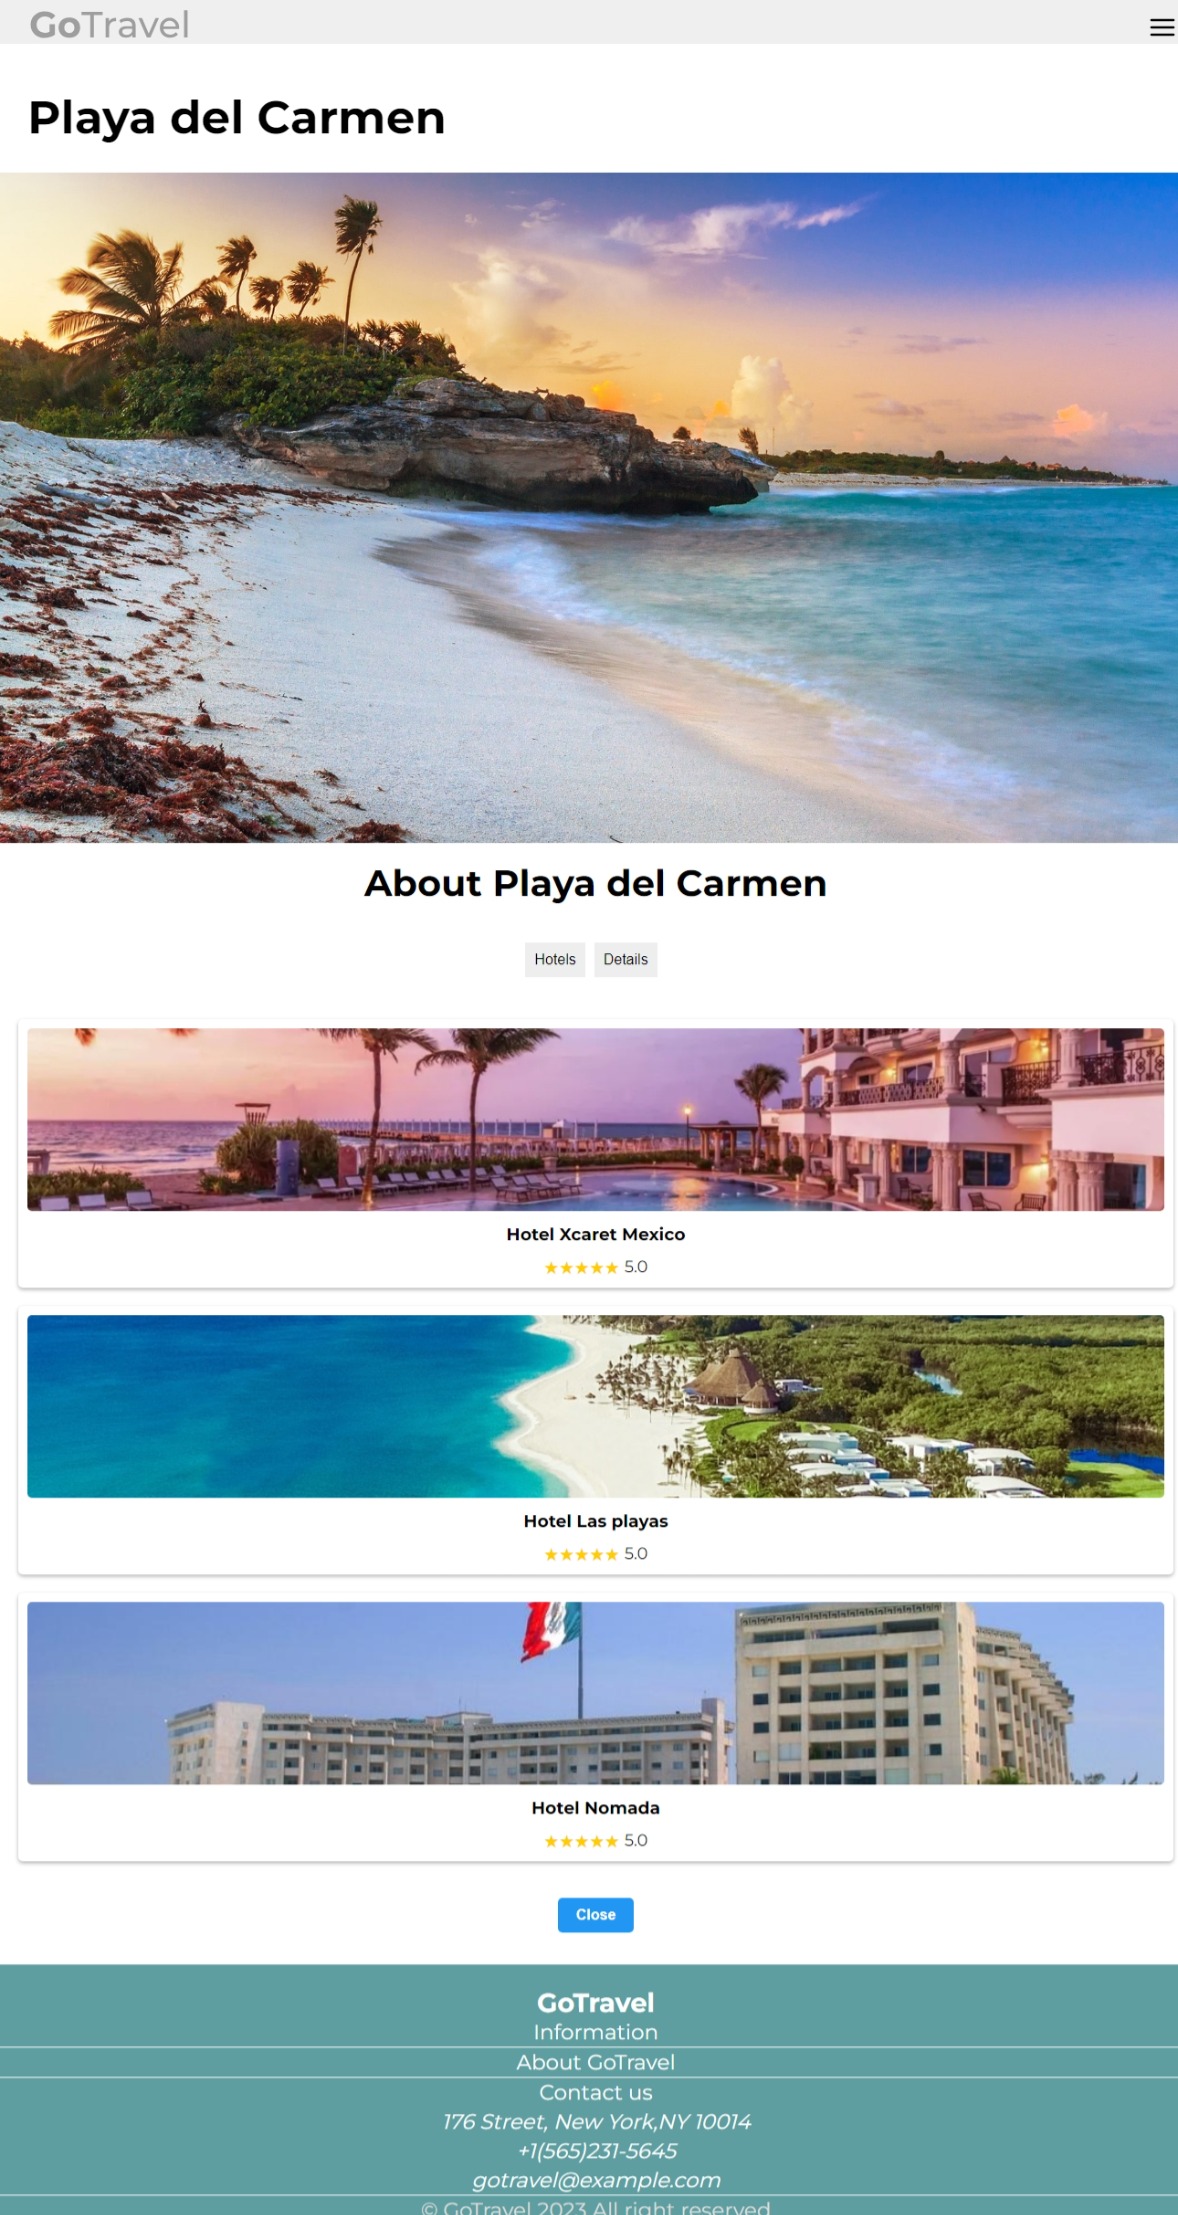 GoTravel
Playa del Carmen
About Playa del Carmen
Hotels Details
Hotel Xcaret Mexico
★★★★★ 5.0
Hotel Las playas
★★★★★ 5.0
Hotel Nomada
★★★★★ 5.0
Close
GoTravel
Information
About GoTravel
Contact us
176 Street, New York,NY 10014
+1(565)231-5645
gotravel@example.com
© GoTravel 2023 All right reserved